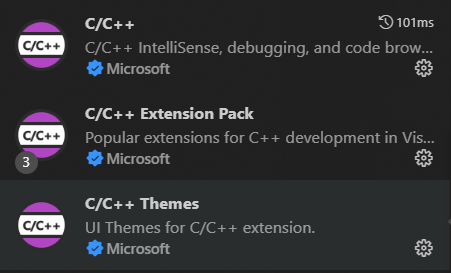 C/C++
C/C++
101ms
C/C++ IntelliSense, debugging, and code brow...
Microsoft
C/C++
3
C/C++ Extension Pack
Popular extensions for C++ development in Vis...
Microsoft
C/C++
C/C++ Themes
UI Themes for C/C++ extension.
Microsoft